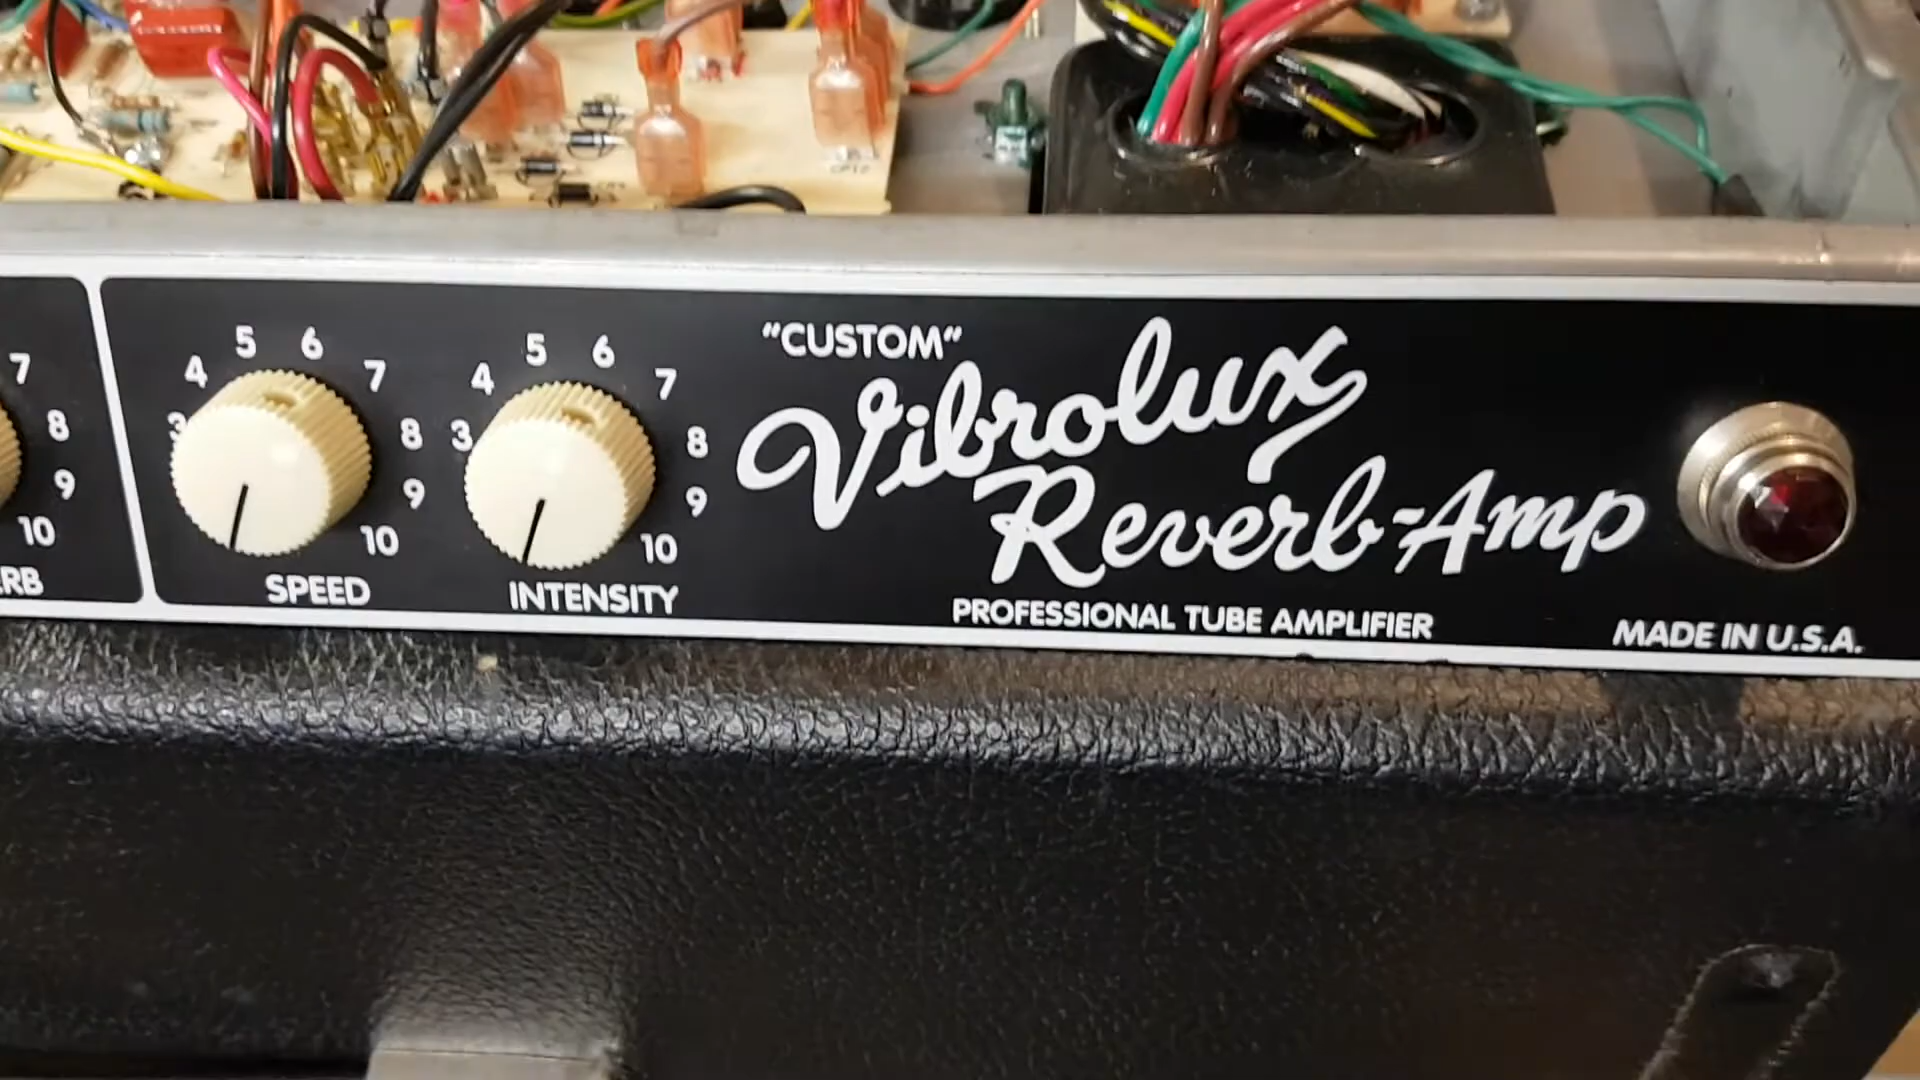 7
8
9
10
RB
5 6
4 7
3 8
9
10
SPEED
5 6
4 7
3 8
9
10
INTENSITY
"CUSTOM"
Vibrolux
Reverb-Amp
PROFESSIONAL TUBE AMPLIFIER
MADE IN U.S.A.